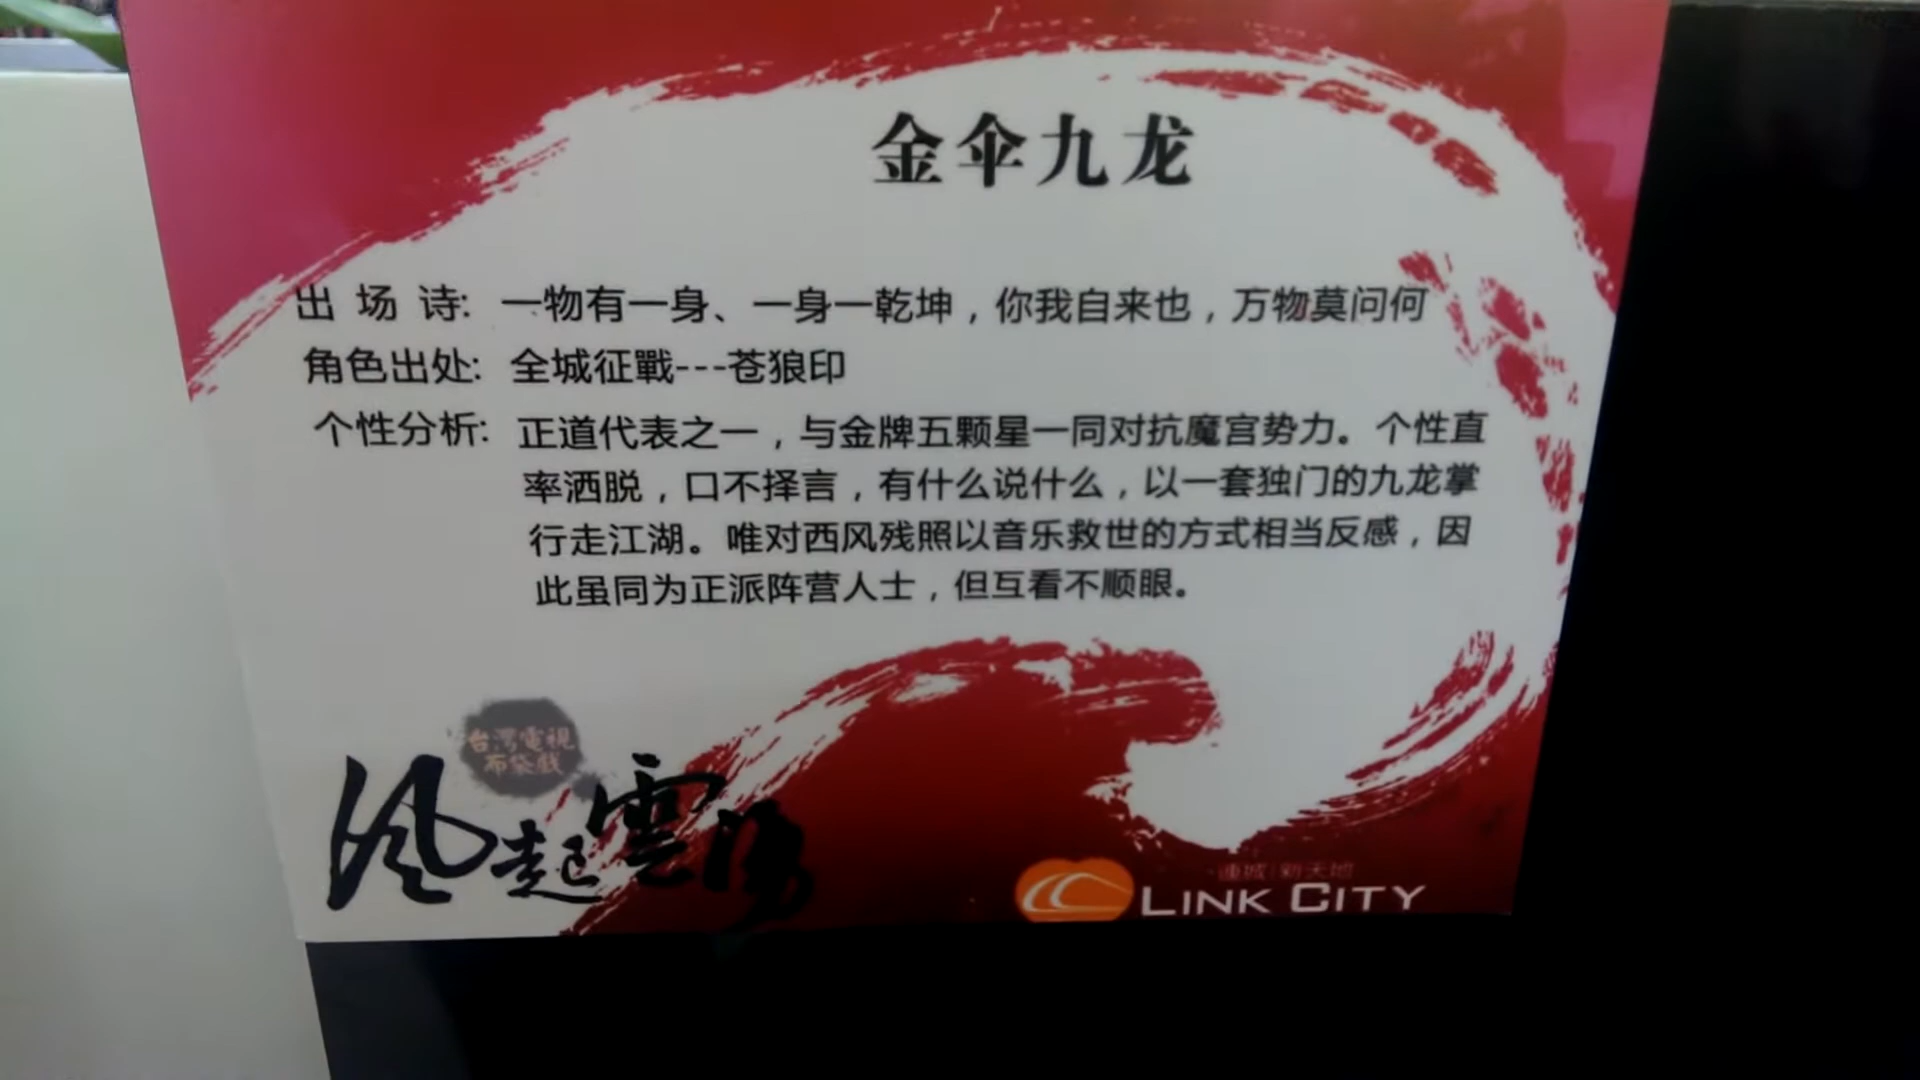 金伞九龙
出 场 诗: 一物有一身、一身一乾坤，你我自来也，万物莫问何
角色出处: 全城征戰---苍狼印
个性分析: 正道代表之一，与金牌五颗星一同对抗魔宫势力。个性直
率洒脱，口不择言，有什么说什么，以一套独门的九龙掌
行走江湖。唯对西风残照以音乐救世的方式相当反感，因
此虽同为正派阵营人士，但互看不顺眼。
台灣電視
布袋戲
风起雲湧
連城 新天地
LINK CITY